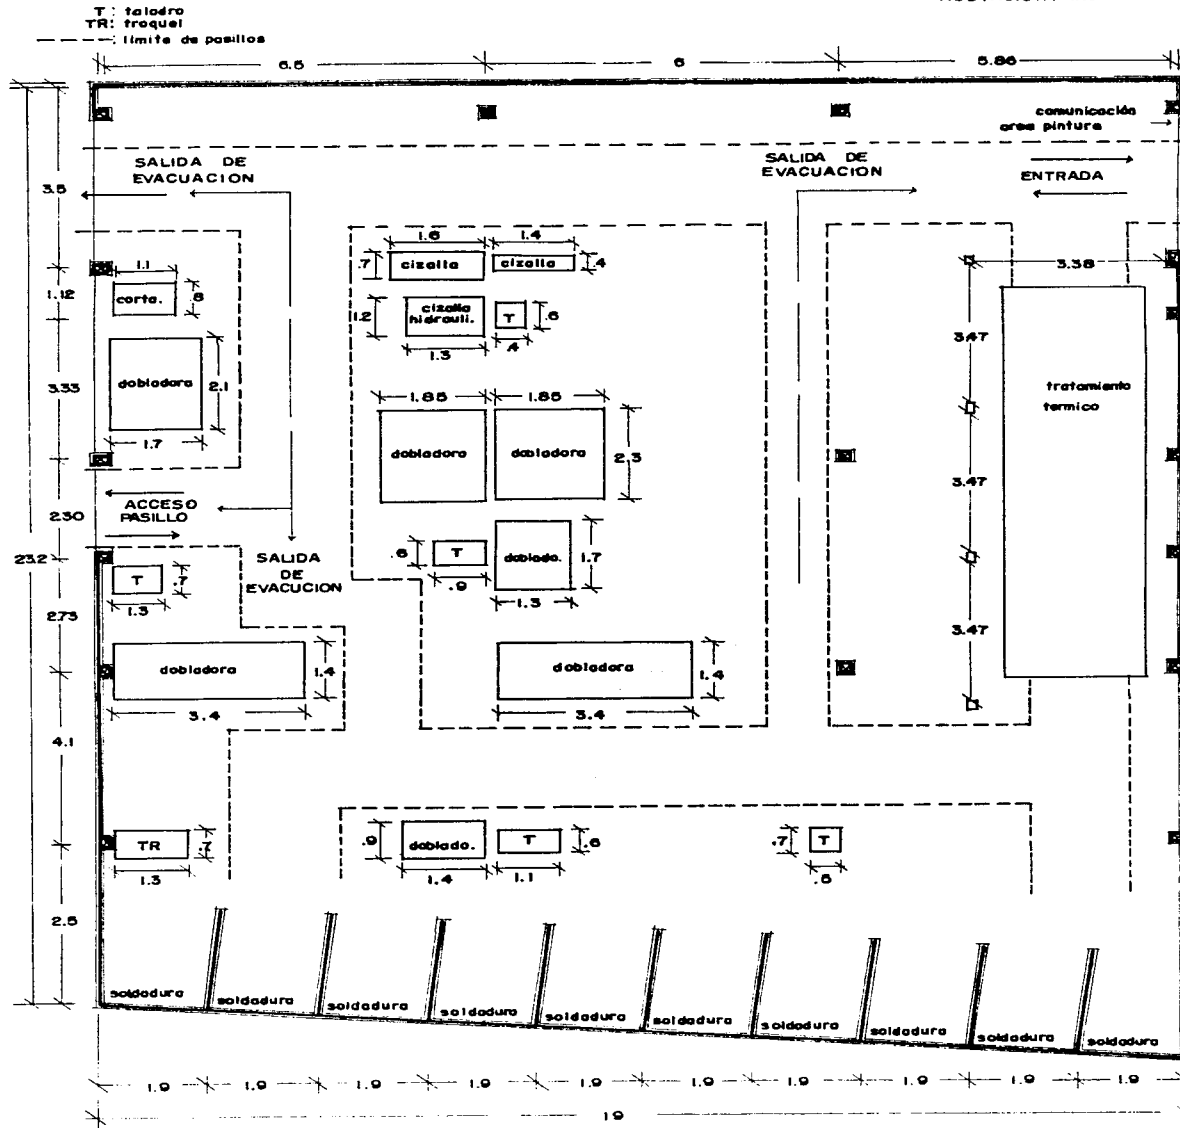 T : taladro
TR: troquel
: límite de pasillos
6.5
6
5.86
comunicación
area pintura
SALIDA DE
EVACUACION
SALIDA DE
EVACUACION
ENTRADA
3.5
1.12
3.33
2.30
23.2
2.73
4.1
2.5
1.1
corta.
.8
dobladora
2.1
1.7
ACCESO
PASILLO
SALIDA
DE
EVACUCION
T
.7
1.3
dobladora
1.4
3.4
TR
.7
1.3
1.6
1.4
.7
cizalla
cizalla
.4
1.2
cizalla
hidrauli.
T
.6
1.3
.4
1.85
1.85
dobladora
dobladora
2.3
.6
T
.9
doblado.
1.7
1.3
dobladora
1.4
3.4
.9
doblado.
1.4
T
.6
1.1
.7
T
.6
3.38
3.47
3.47
3.47
tratamiento
termico
soldadura
soldadura
soldadura
soldadura
soldadura
soldadura
soldadura
soldadura
soldadura
soldadura
1.9
1.9
1.9
1.9
1.9
1.9
1.9
1.9
1.9
1.9
19